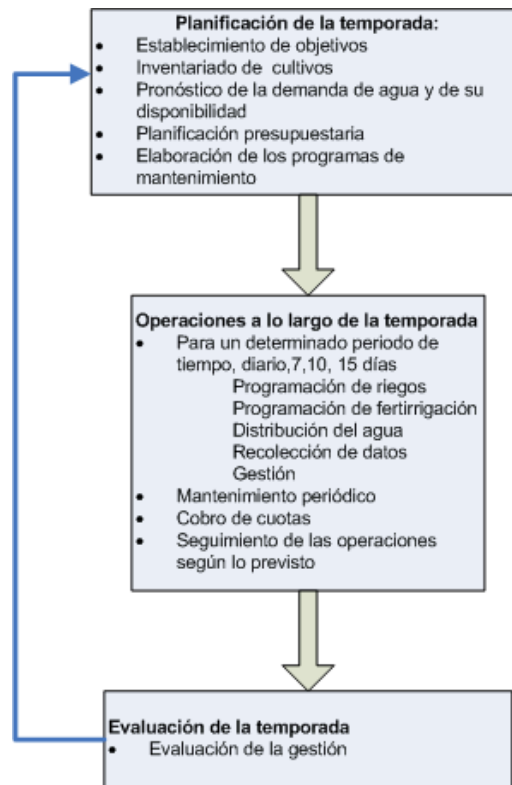 Planificación de la temporada:
• Establecimiento de objetivos
• Inventariado de cultivos
• Pronóstico de la demanda de agua y de su
disponibilidad
• Planificación presupuestaria
• Elaboración de los programas de
mantenimiento
Operaciones a lo largo de la temporada
• Para un determinado periodo de
tiempo, diario,7,10, 15 días
Programación de riegos
Programación de fertirrigación
Distribución del agua
Recolección de datos
Gestión
• Mantenimiento periódico
• Cobro de cuotas
• Seguimiento de las operaciones
según lo previsto
Evaluación de la temporada
• Evaluación de la gestión